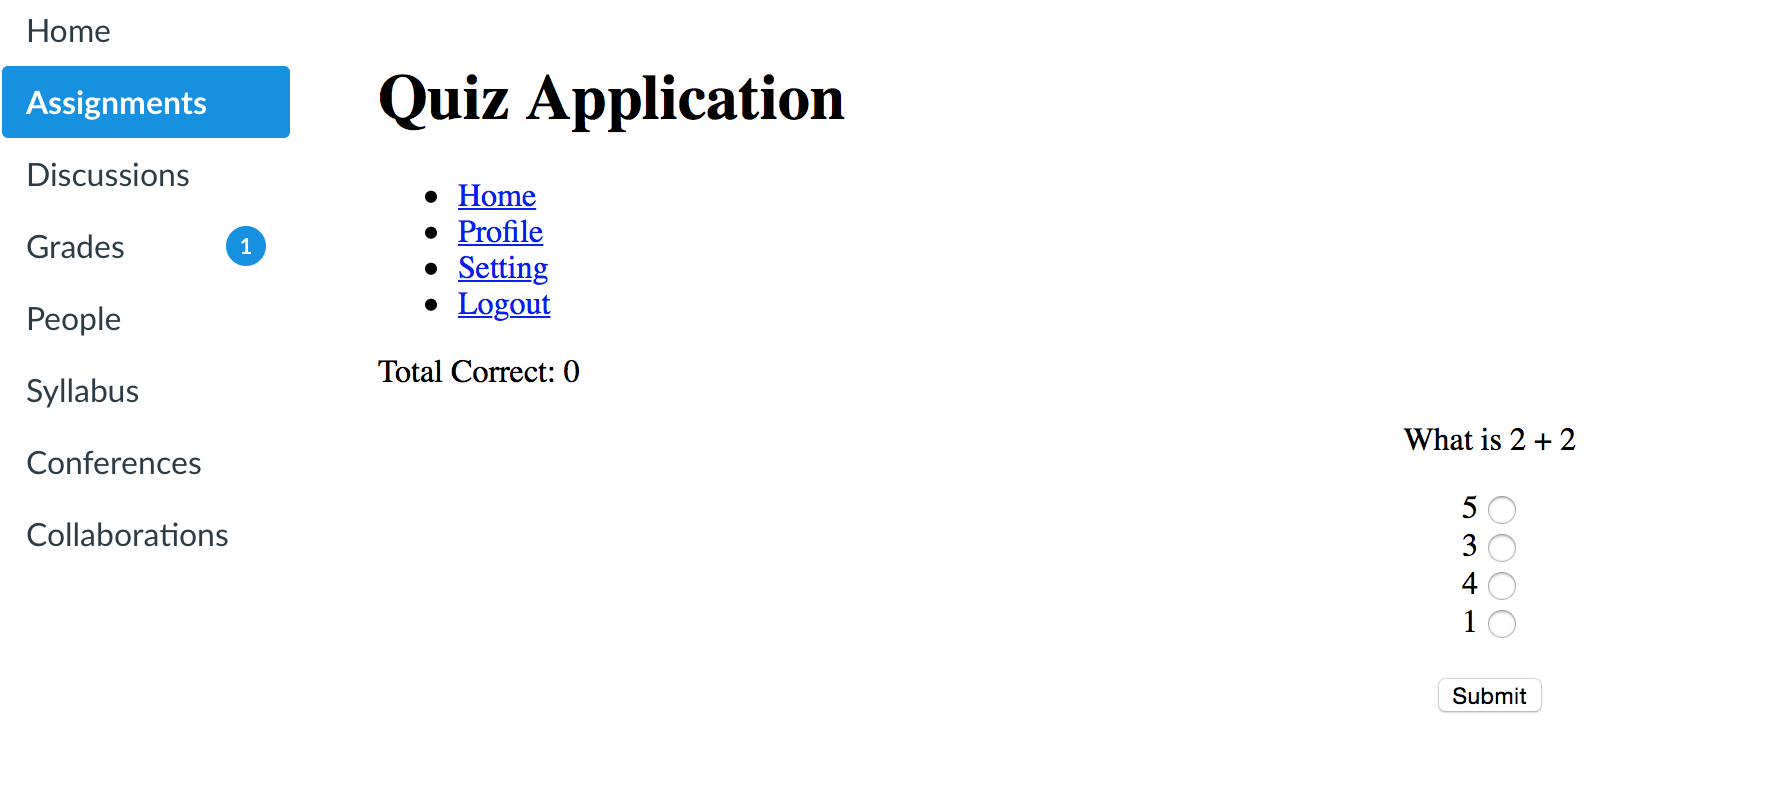 Home
Assignments
Discussions
Grades 1
People
Syllabus
Conferences
Collaborations
Quiz Application
Home
Profile
Setting
Logout
Total Correct: 0
What is 2 + 2
5
3
4
1
Submit